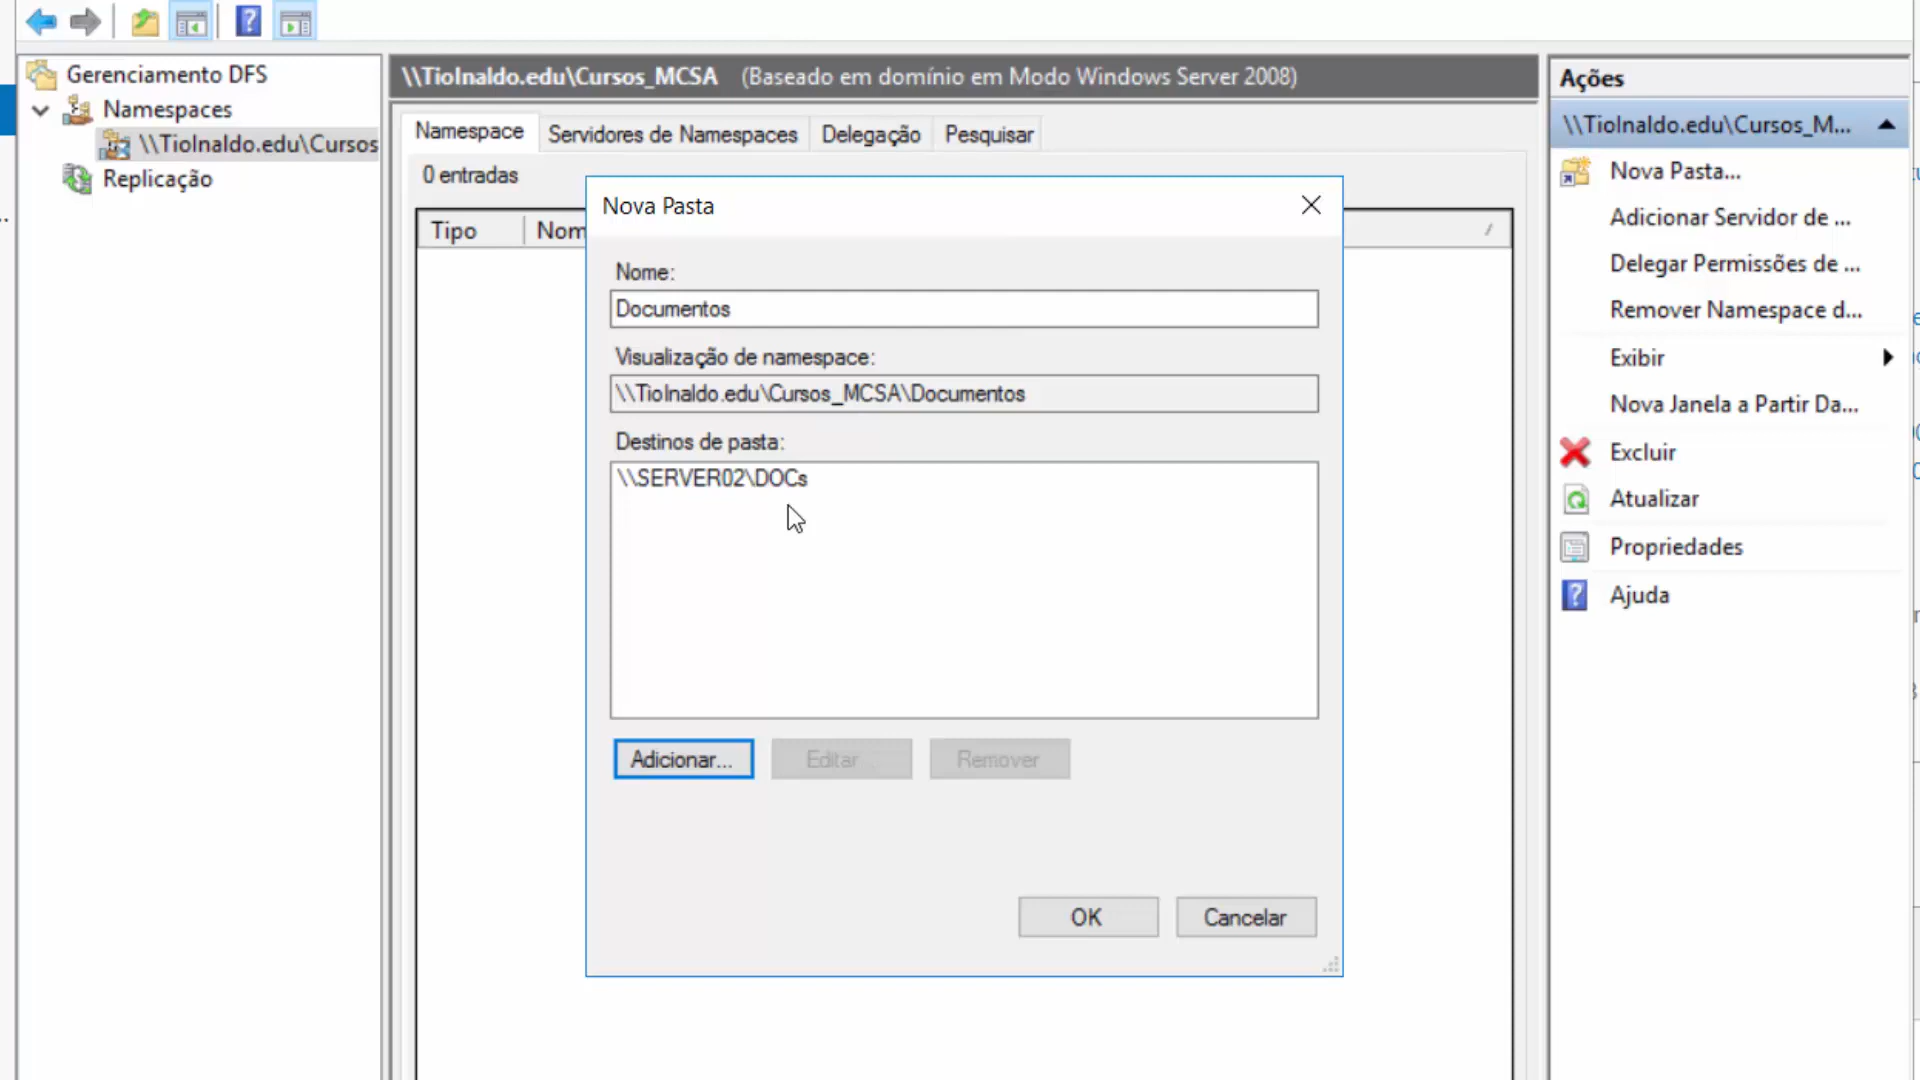 Gerenciamento DFS
Namespaces
\\TioInaldo.edu\Cursos
Replicação
\\TioInaldo.edu\Cursos_MCSA (Baseado em domínio em Modo Windows Server 2008)
Namespace Servidores de Namespaces Delegação Pesquisar
0 entradas
Tipo Nom
Nova Pasta
Nome:
Documentos
Visualização de namespace:
\\TioInaldo.edu\Cursos_MCSA\Documentos
Destinos de pasta:
\\SERVER02\DOCs
Adicionar... Editar... Remover
OK Cancelar
Ações
\\TioInaldo.edu\Cursos_M...
Nova Pasta...
Adicionar Servidor de ...
Delegar Permissões de ...
Remover Namespace d...
Exibir
Nova Janela a Partir Da...
Excluir
Atualizar
Propriedades
Ajuda